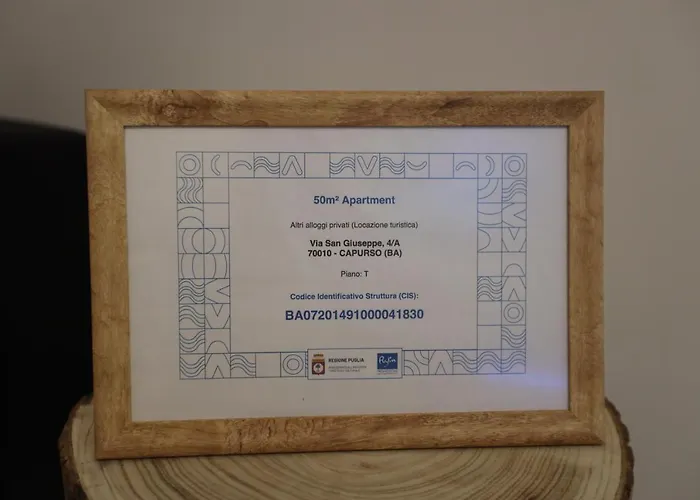 50m² Apartment
Altri alloggi privati (Locazione turistica)
Via San Giuseppe, 4/A
70010 - CAPURSO (BA)
Piano: T
Codice Identificativo Struttura (CIS):
BA07201491000041830
REGIONE PUGLIA